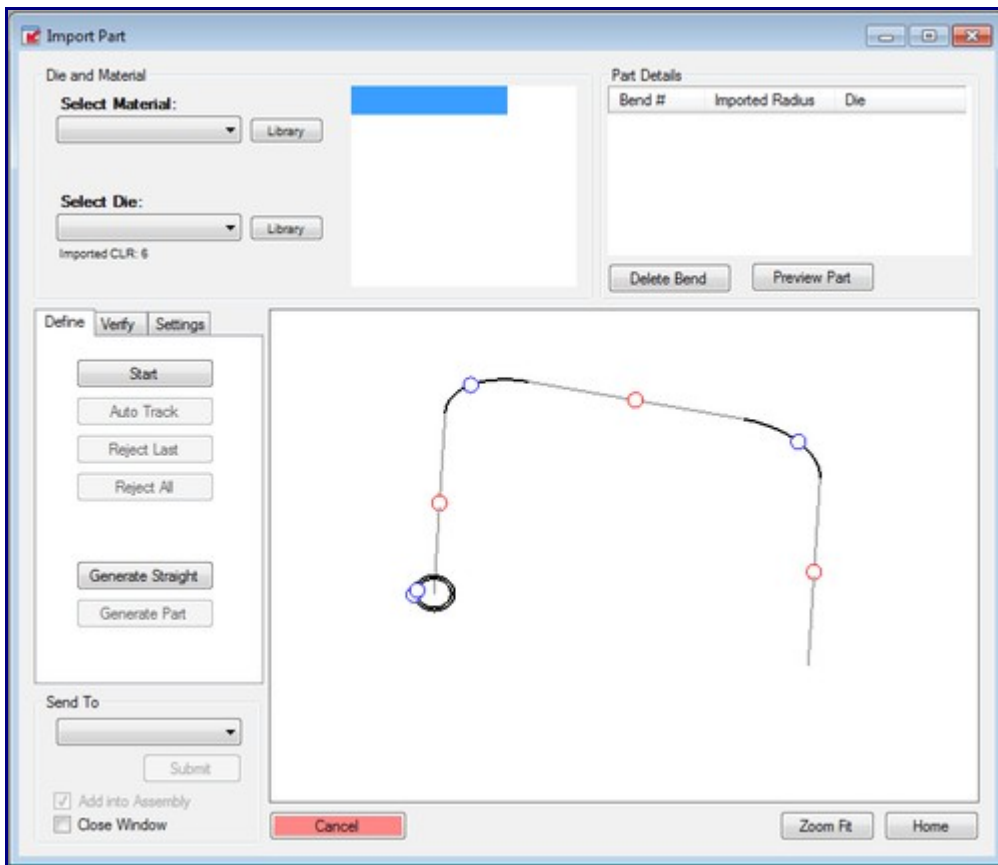 Import Part
Die and Material
Select Material:
Library
Select Die:
Library
Imported CLR: 6
Part Details
Bend # Imported Radius Die
Delete Bend Preview Part
Define Verify Settings
Start
Auto Track
Reject Last
Reject All
Generate Straight
Generate Part
Send To
Submit
Add into Assembly
Close Window
Cancel
Zoom Fit
Home